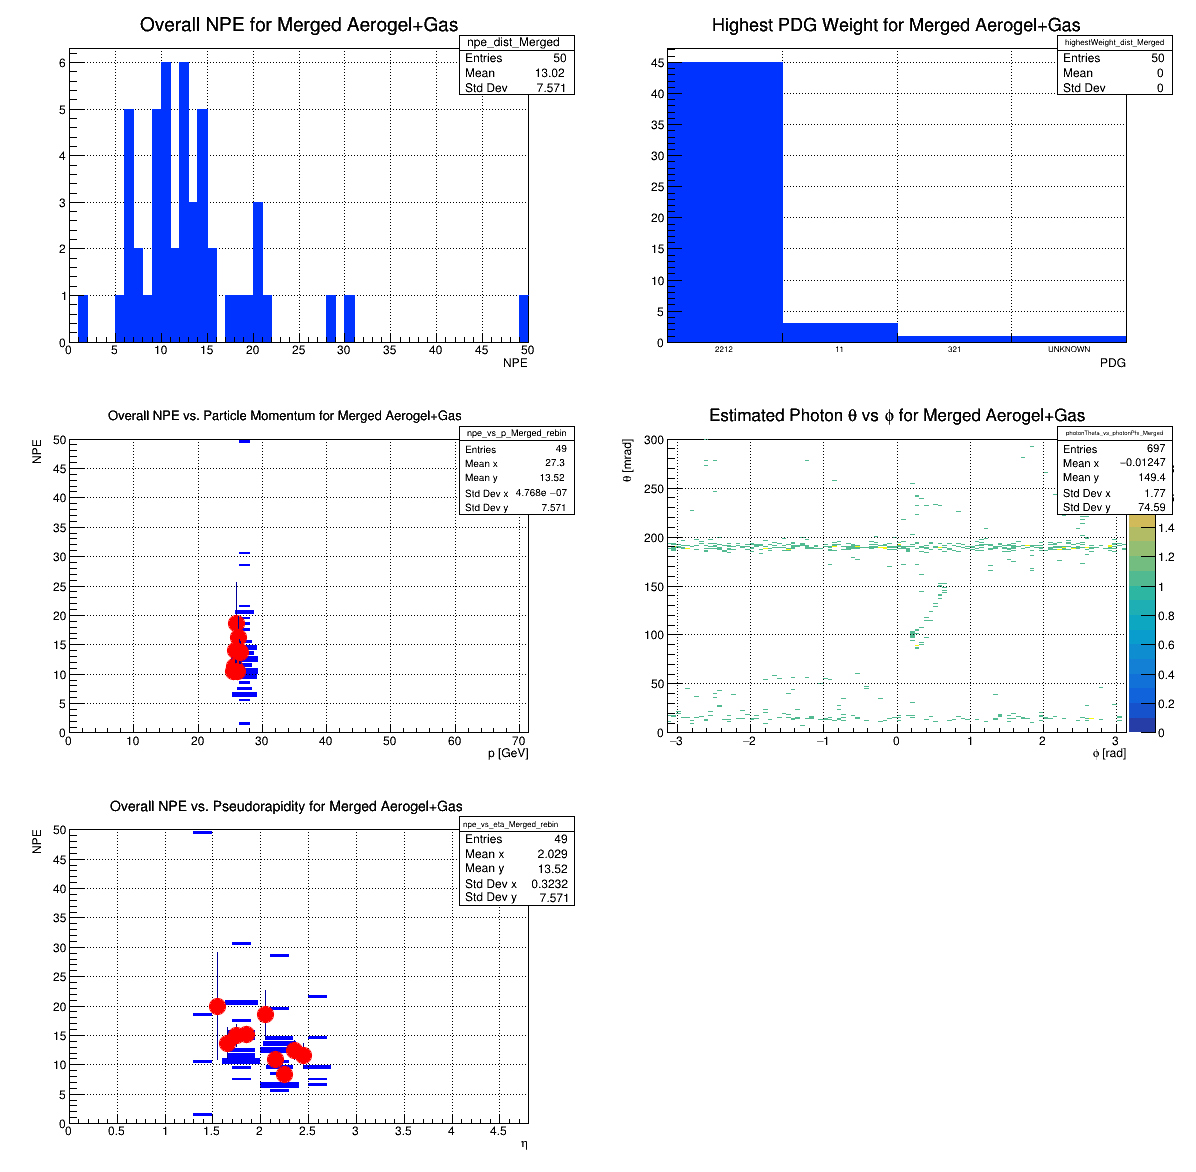 Overall NPE for Merged Aerogel+Gas
npe_dist_Merged
Entries 50
Mean 13.02
Std Dev 7.571
6
5
4
3
2
1
0
0 5 10 15 20 25 30 35 40 45 50
NPE
Highest PDG Weight for Merged Aerogel+Gas
highestWeight_dist_Merged
Entries 50
Mean 0
Std Dev 0
45
40
35
30
25
20
15
10
5
0
2212 11 321 UNKNOWN
PDG
Overall NPE vs. Particle Momentum for Merged Aerogel+Gas
npe_vs_p_Merged_rebin
Entries 49
Mean x 27.3
Mean y 13.52
Std Dev x 4.768e −07
Std Dev y 7.571
NPE
50
45
40
35
30
25
20
15
10
5
0
0 10 20 30 40 50 60 70
p [GeV]
Estimated Photon θ vs ϕ for Merged Aerogel+Gas
photonTheta_vs_photonPhi_Merged
Entries 697
Mean x −0.01247
Mean y 149.4
Std Dev x 1.77
Std Dev y 74.59
θ [mrad]
300
250
200
150
100
50
0
−3 −2 −1 0 1 2 3
ϕ [rad]
1.4
1.2
1
0.8
0.6
0.4
0.2
0
Overall NPE vs. Pseudorapidity for Merged Aerogel+Gas
npe_vs_eta_Merged_rebin
Entries 49
Mean x 2.029
Mean y 13.52
Std Dev x 0.3232
Std Dev y 7.571
NPE
50
45
40
35
30
25
20
15
10
5
0
0 0.5 1 1.5 2 2.5 3 3.5 4 4.5
η